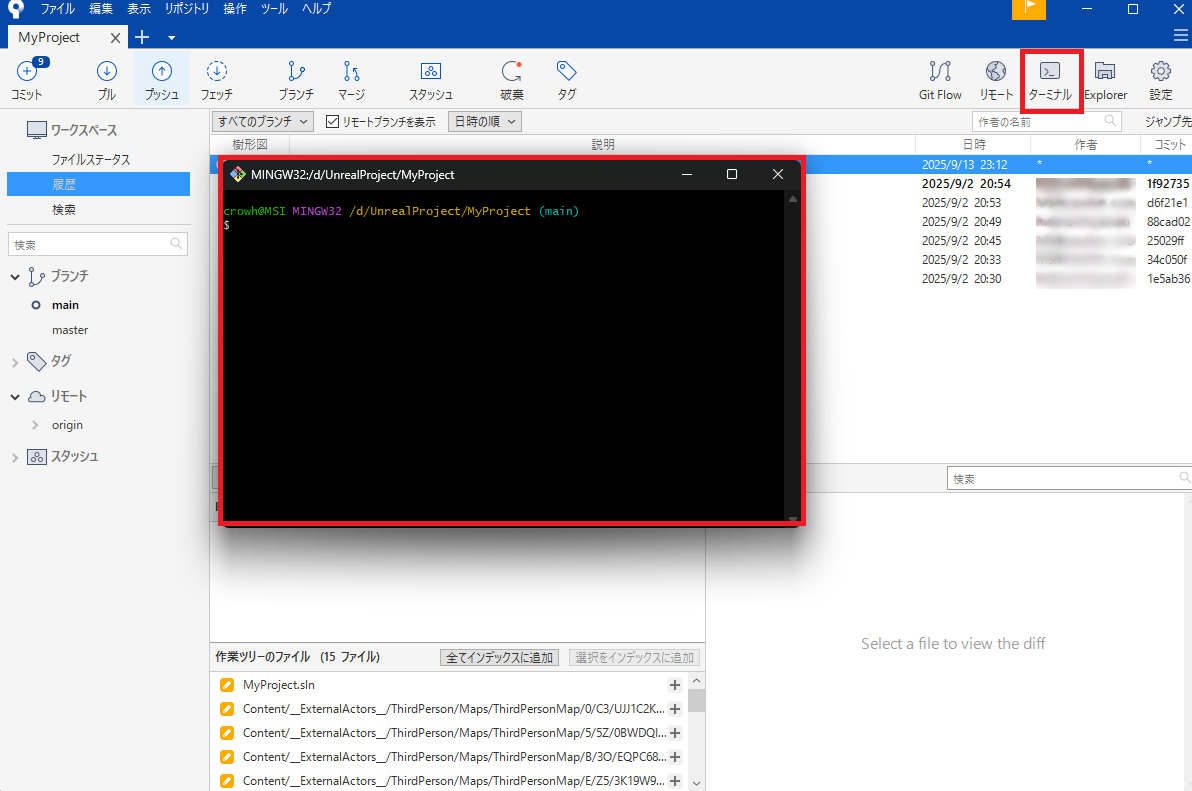 ファイル 編集 表示 リポジトリ 操作 ツール ヘルプ
MyProject
9
コミット プル プッシュ フェッチ ブランチ マージ スタッシュ 破棄 タグ Git Flow リモート ターミナル Explorer 設定
ワークスペース
ファイルステータス
履歴
検索
検索
ブランチ
main
master
タグ
リモート
origin
スタッシュ
すべてのブランチ リモートブランチを表示 日時の順 作者の名前 ジャンプ先
樹形図 説明 日時 作者 コミット
2025/9/13 23:12 * *
2025/9/2 20:54 1f92735
2025/9/2 20:53 d6f21e1
2025/9/2 20:49 88cad02
2025/9/2 20:45 25029ff
2025/9/2 20:33 34c050f
2025/9/2 20:30 1e5ab36
MINGW32:/d/UnrealProject/MyProject
crowh@MSI MINGW32 /d/UnrealProject/MyProject (main)
$
検索
Select a file to view the diff
作業ツリーのファイル (15 ファイル) 全てインデックスに追加 選択をインデックスに追加
MyProject.sln
Content/__ExternalActors__/ThirdPerson/Maps/ThirdPersonMap/0/C3/UJJ1C2K...
Content/__ExternalActors__/ThirdPerson/Maps/ThirdPersonMap/5/5Z/0BWDQI...
Content/__ExternalActors__/ThirdPerson/Maps/ThirdPersonMap/B/3O/EQPC68...
Content/__ExternalActors__/ThirdPerson/Maps/ThirdPersonMap/E/Z5/3K19W9...